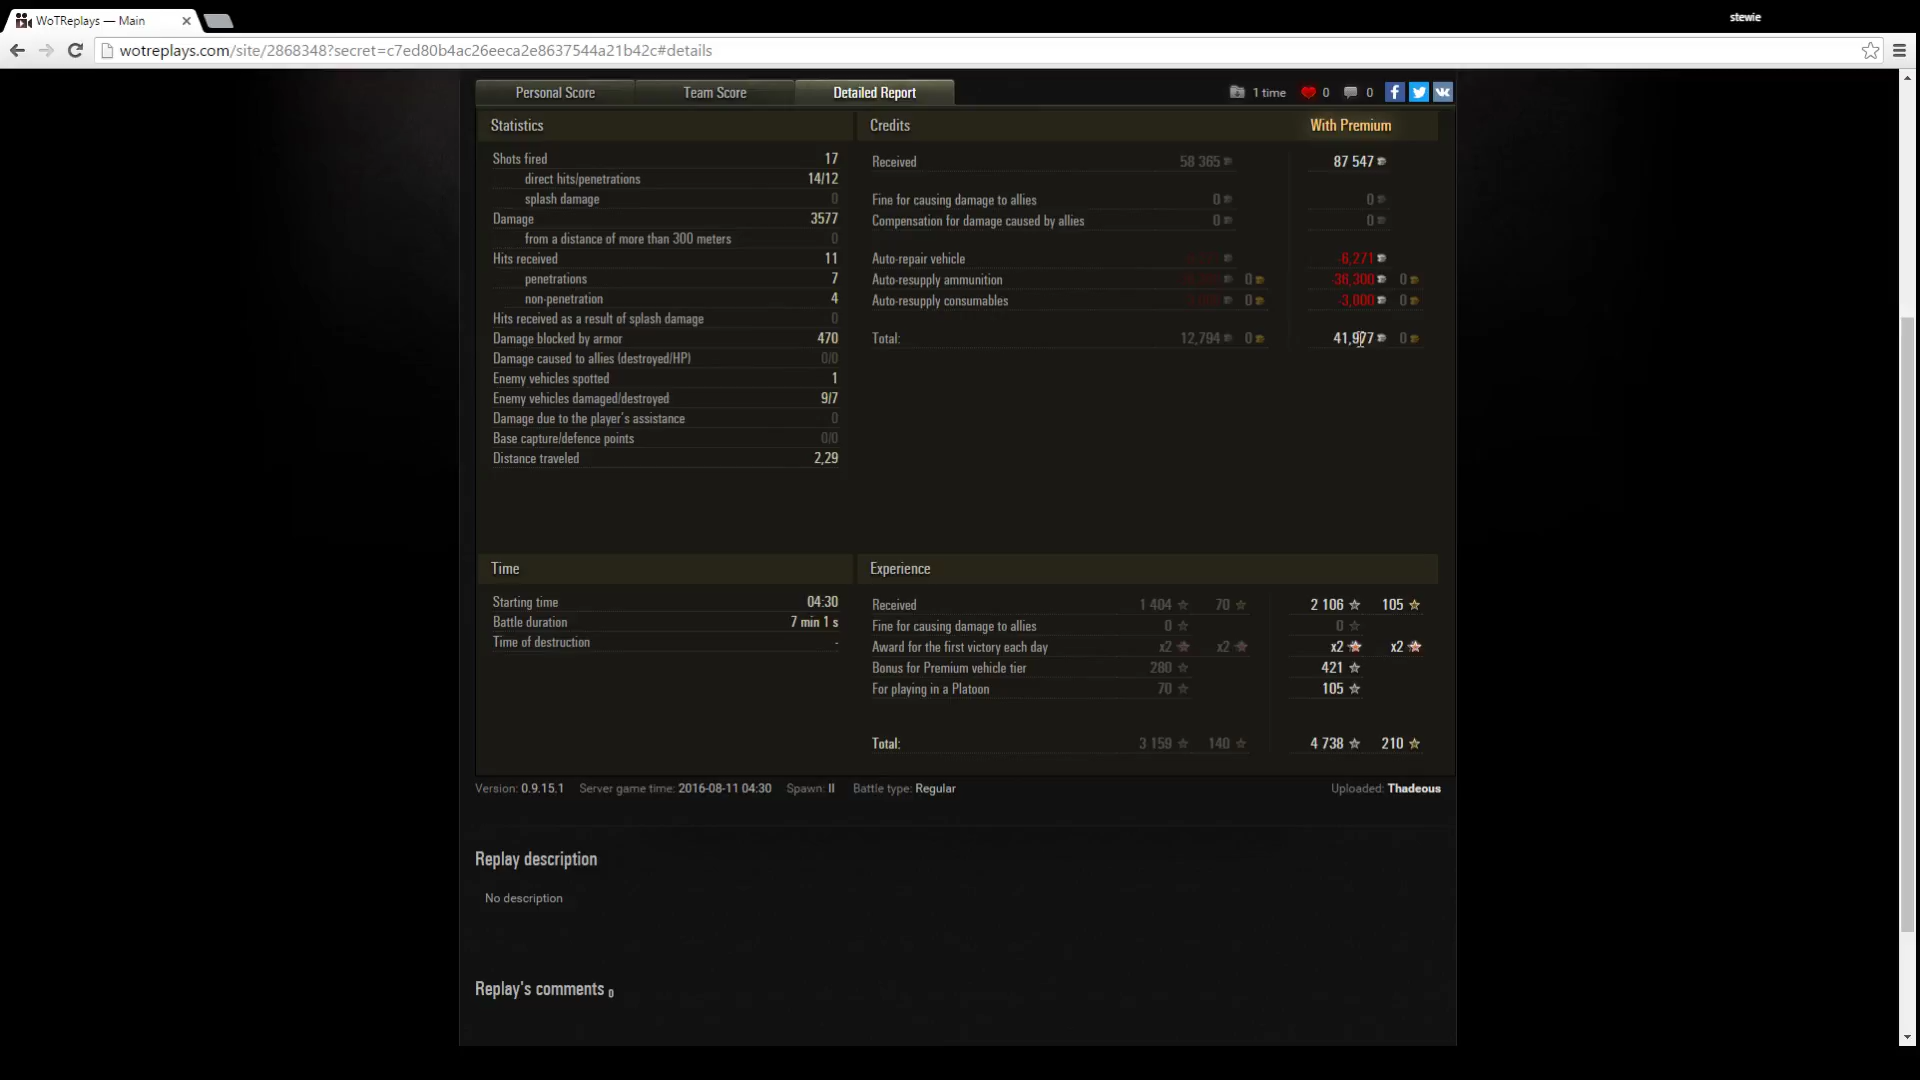 WoTReplays — Main
stewie
wotreplays.com/site/2868348?secret=c7ed80b4ac26eeca2e8637544a21b42c#details
Personal Score Team Score Detailed Report 1 time 0 0
Statistics
Shots fired 17
direct hits/penetrations 14/12
splash damage 0
Damage 3577
from a distance of more than 300 meters 0
Hits received 11
penetrations 7
non-penetration 4
Hits received as a result of splash damage 0
Damage blocked by armor 470
Damage caused to allies (destroyed/HP) 0/0
Enemy vehicles spotted 1
Enemy vehicles damaged/destroyed 9/7
Damage due to the player's assistance 0
Base capture/defence points 0/0
Distance traveled 2,29
Credits With Premium
Received 58 365 87 547
Fine for causing damage to allies 0 0
Compensation for damage caused by allies 0 0
Auto-repair vehicle -6,271
Auto-resupply ammunition 0 -36,300 0
Auto-resupply consumables 0 -3,000 0
Total: 12,794 0 41,977 0
Time
Starting time 04:30
Battle duration 7 min 1 s
Time of destruction -
Experience
Received 1 404 70 2 106 105
Fine for causing damage to allies 0 0
Award for the first victory each day x2 x2 x2 x2
Bonus for Premium vehicle tier 280 421
For playing in a Platoon 70 105
Total: 3 159 140 4 738 210
Version: 0.9.15.1 Server game time: 2016-08-11 04:30 Spawn: II Battle type: Regular Uploaded: Thadeous
Replay description
No description
Replay's comments 0